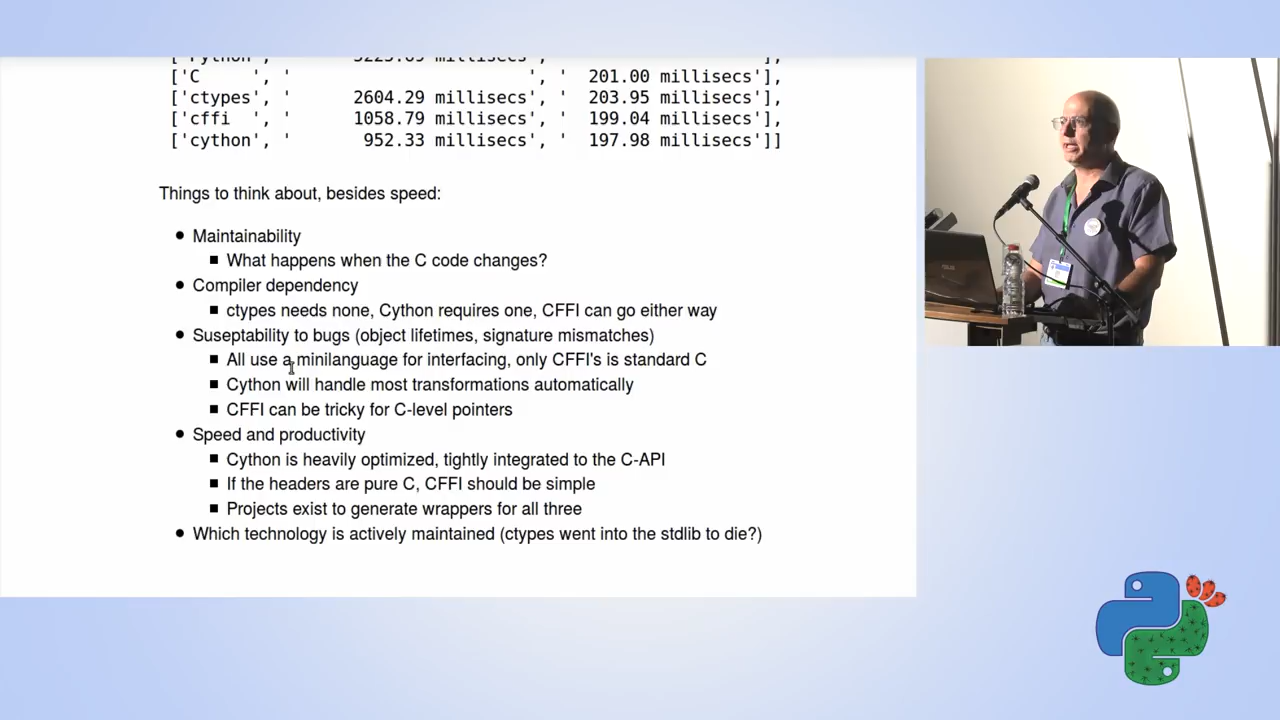 ['C ', ' ', ' 201.00 millisecs'],
['ctypes', ' 2604.29 millisecs', ' 203.95 millisecs'],
['cffi ', ' 1058.79 millisecs', ' 199.04 millisecs'],
['cython', ' 952.33 millisecs', ' 197.98 millisecs']]
Things to think about, besides speed:
● Maintainability
■ What happens when the C code changes?
● Compiler dependency
■ ctypes needs none, Cython requires one, CFFI can go either way
● Suseptability to bugs (object lifetimes, signature mismatches)
■ All use a minilanguage for interfacing, only CFFI's is standard C
■ Cython will handle most transformations automatically
■ CFFI can be tricky for C-level pointers
● Speed and productivity
■ Cython is heavily optimized, tightly integrated to the C-API
■ If the headers are pure C, CFFI should be simple
■ Projects exist to generate wrappers for all three
● Which technology is actively maintained (ctypes went into the stdlib to die?)